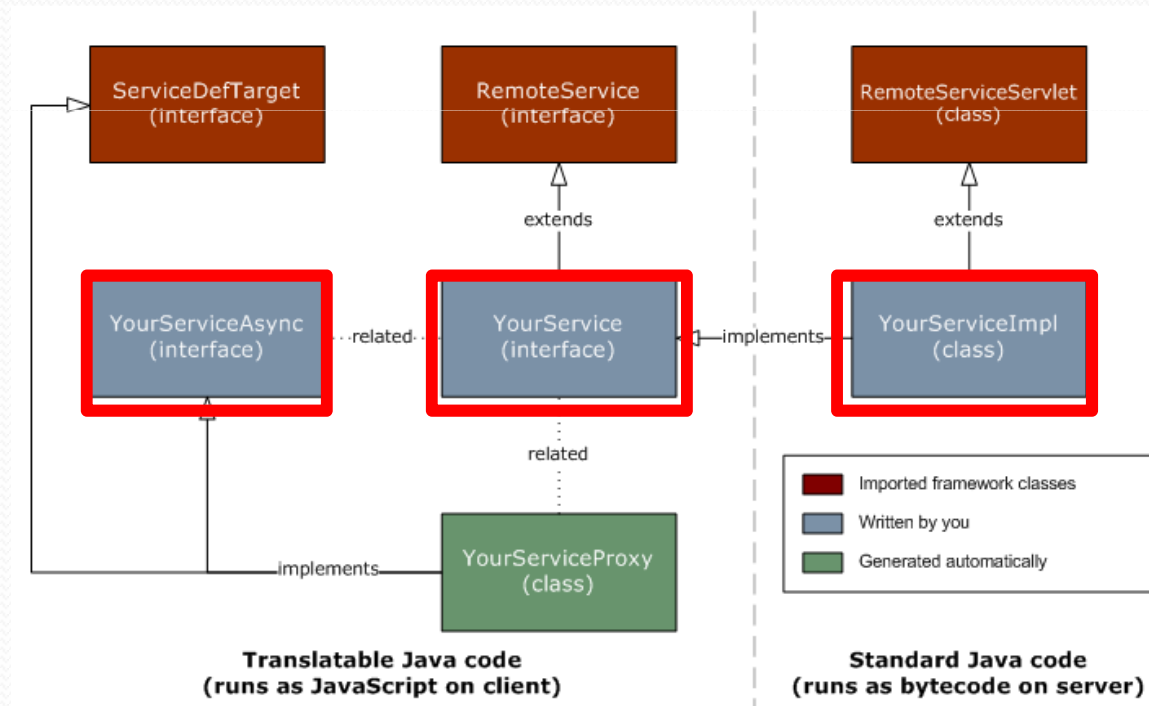 ServiceDefTarget
(interface)
RemoteService
(interface)
RemoteServiceServlet
(class)
extends
extends
YourServiceAsync
(interface)
related
YourService
(interface)
implements
YourServiceImpl
(class)
related
implements
YourServiceProxy
(class)
Imported framework classes
Written by you
Generated automatically
Translatable Java code
(runs as JavaScript on client)
Standard Java code
(runs as bytecode on server)